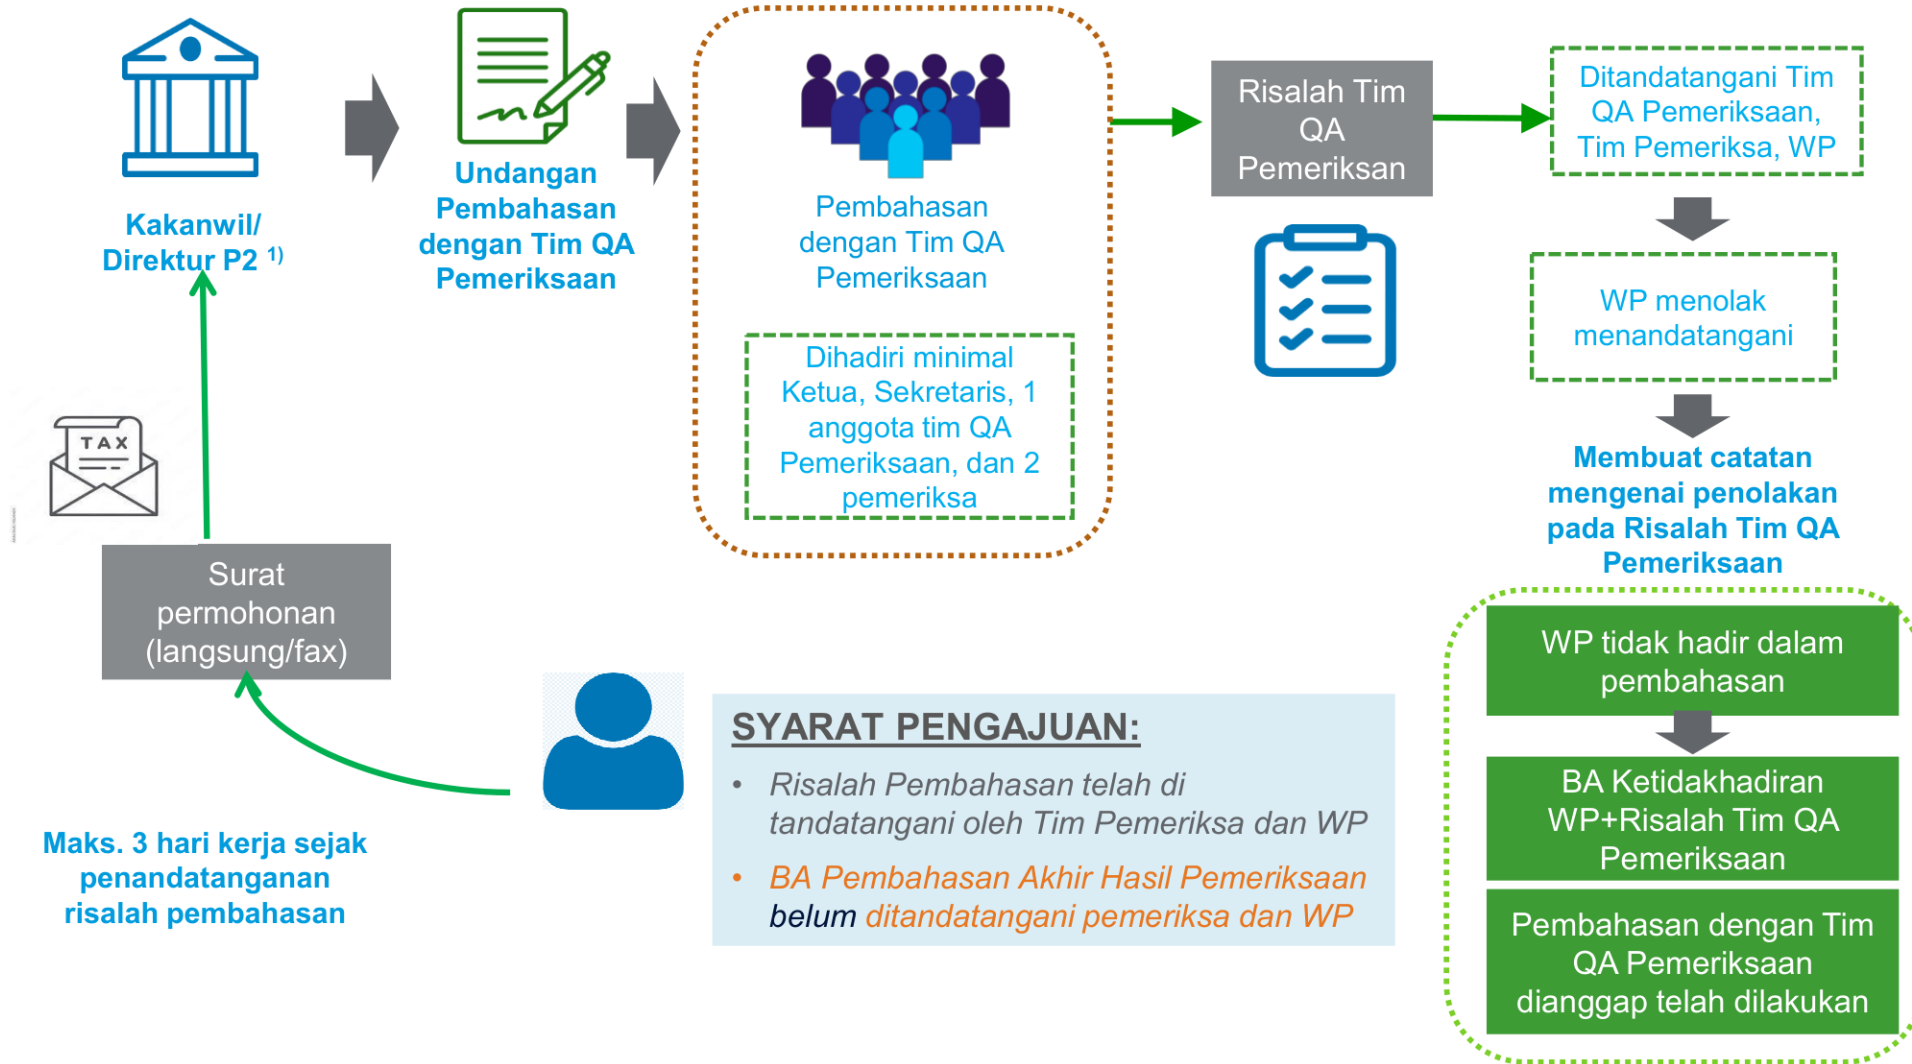 Kakanwil/
Direktur P2 ¹⁾
Undangan
Pembahasan
dengan Tim QA
Pemeriksaan
Pembahasan
dengan Tim QA
Pemeriksaan
Dihadiri minimal
Ketua, Sekretaris, 1
anggota tim QA
Pemeriksaan, dan 2
pemeriksa
Risalah Tim
QA
Pemeriksan
Ditandatangani Tim
QA Pemeriksaan,
Tim Pemeriksa, WP
WP menolak
menandatangani
Membuat catatan
mengenai penolakan
pada Risalah Tim QA
Pemeriksaan
TAX
Surat
permohonan
(langsung/fax)
Maks. 3 hari kerja sejak
penandatanganan
risalah pembahasan
SYARAT PENGAJUAN:
• Risalah Pembahasan telah di
tandatangani oleh Tim Pemeriksa dan WP
• BA Pembahasan Akhir Hasil Pemeriksaan
belum ditandatangani pemeriksa dan WP
WP tidak hadir dalam
pembahasan
BA Ketidakhadiran
WP+Risalah Tim QA
Pemeriksaan
Pembahasan dengan Tim
QA Pemeriksaan
dianggap telah dilakukan